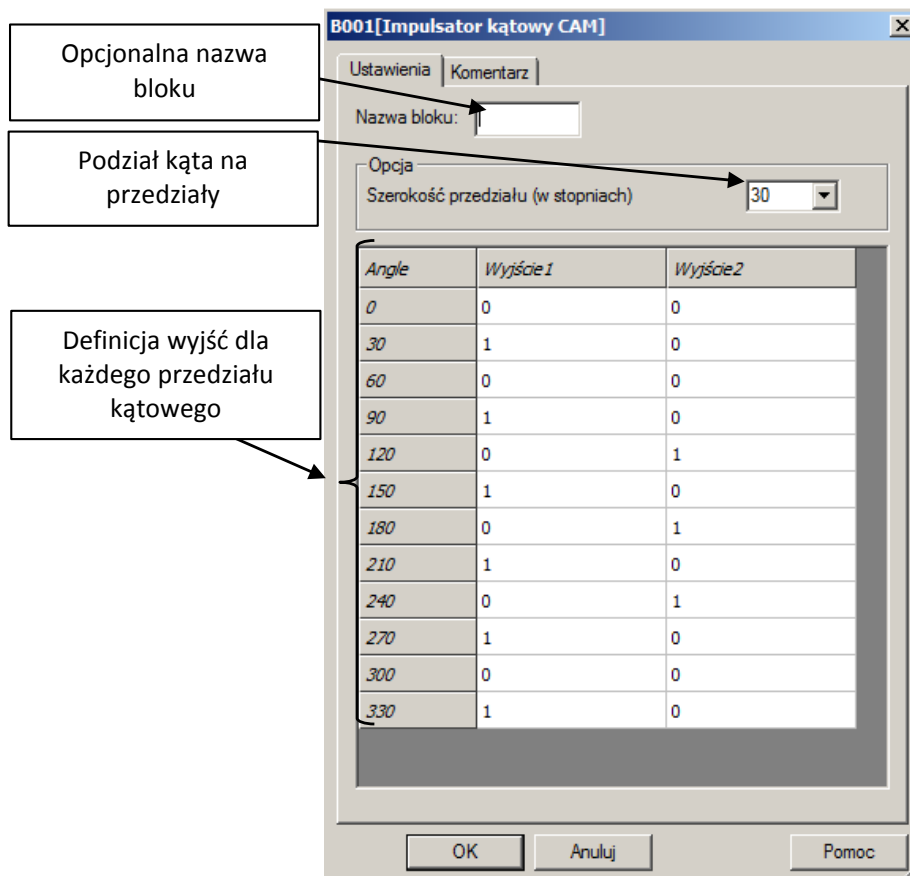 B001[Impulsator kątowy CAM]
Opcjonalna nazwa
bloku
Ustawienia Komentarz
Nazwa bloku:
Podział kąta na
przedziały
Opcja
Szerokość przedziału (w stopniach) 30
Angle Wyjście1 Wyjście2
0 0 0
30 1 0
60 0 0
90 1 0
120 0 1
150 1 0
180 0 1
210 1 0
240 0 1
270 1 0
300 0 0
330 1 0
Definicja wyjść dla
każdego przedziału
kątowego
OK Anuluj Pomoc